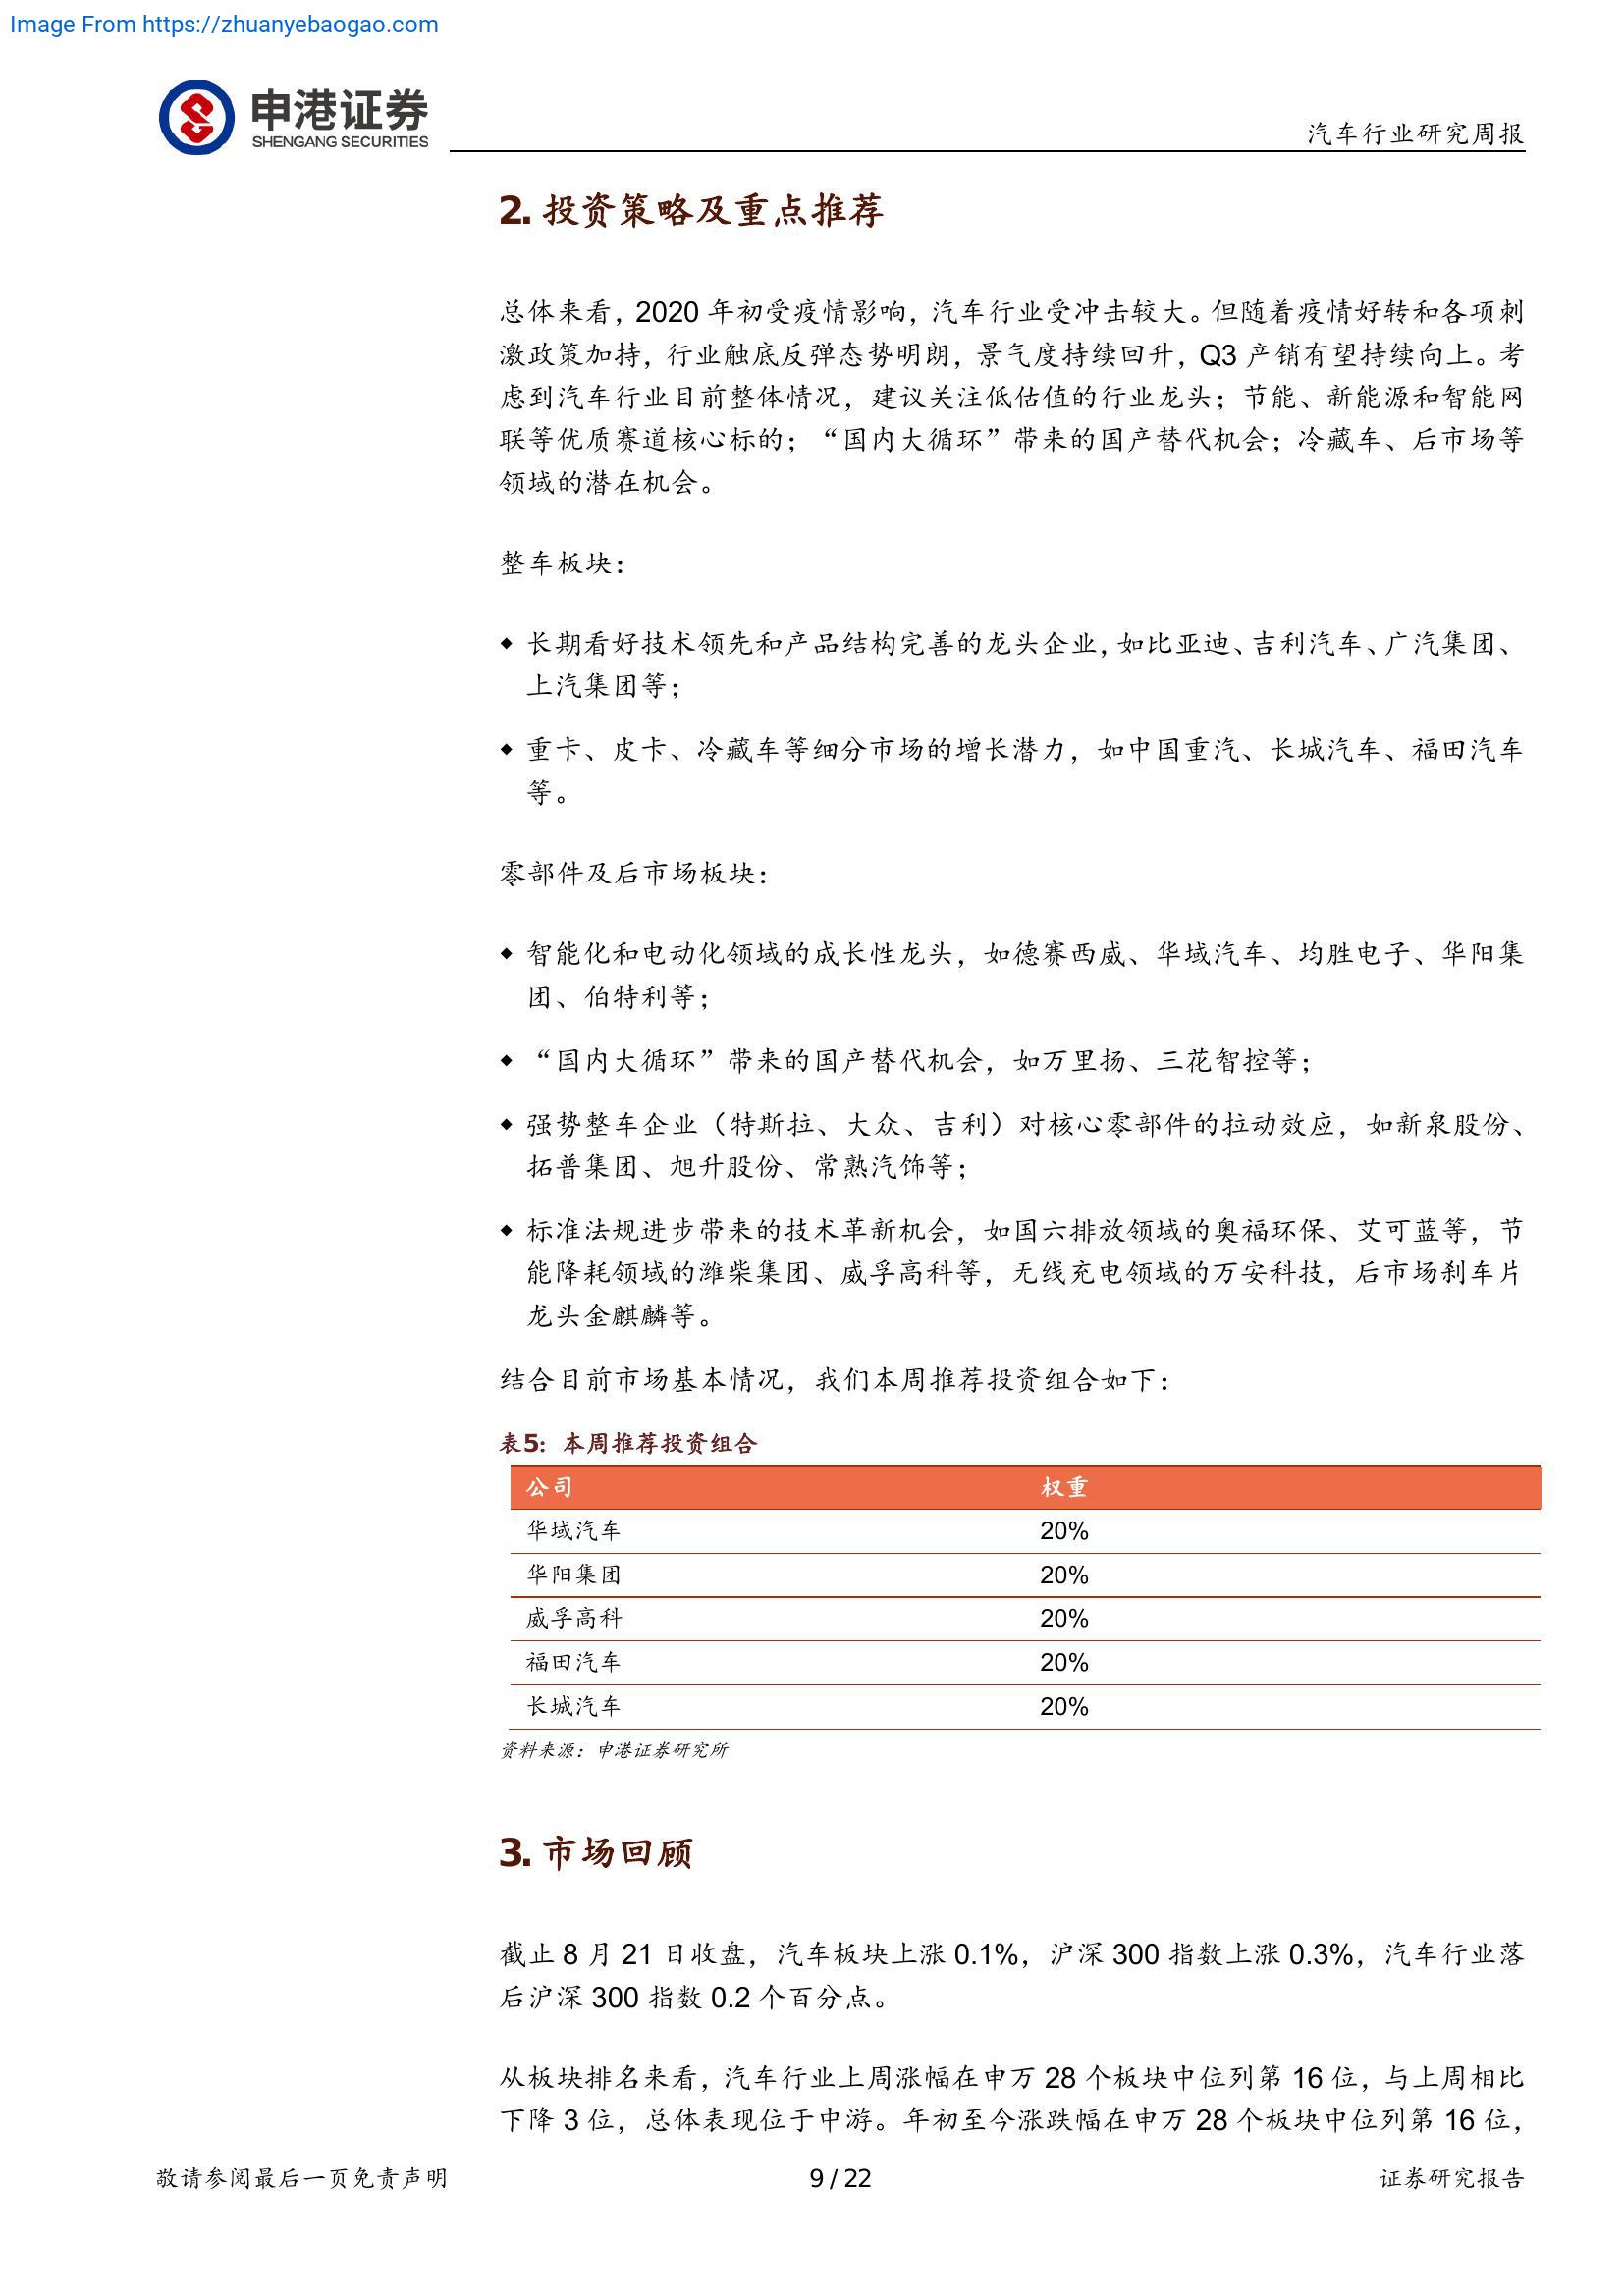 Image From https://zhuanyebaogao.com
申港证券
SHENGANG SECURITIES
汽车行业研究周报
2. 投资策略及重点推荐
总体来看，2020 年初受疫情影响，汽车行业受冲击较大。但随着疫情好转和各项刺
激政策加持，行业触底反弹态势明朗，景气度持续回升，Q3 产销有望持续向上。考
虑到汽车行业目前整体情况，建议关注低估值的行业龙头；节能、新能源和智能网
联等优质赛道核心标的；“国内大循环”带来的国产替代机会；冷藏车、后市场等
领域的潜在机会。
整车板块：
◆ 长期看好技术领先和产品结构完善的龙头企业，如比亚迪、吉利汽车、广汽集团、
上汽集团等；
◆ 重卡、皮卡、冷藏车等细分市场的增长潜力，如中国重汽、长城汽车、福田汽车
等。
零部件及后市场板块：
◆ 智能化和电动化领域的成长性龙头，如德赛西威、华域汽车、均胜电子、华阳集
团、伯特利等；
◆ “国内大循环”带来的国产替代机会，如万里扬、三花智控等；
◆ 强势整车企业（特斯拉、大众、吉利）对核心零部件的拉动效应，如新泉股份、
拓普集团、旭升股份、常熟汽饰等；
◆ 标准法规进步带来的技术革新机会，如国六排放领域的奥福环保、艾可蓝等，节
能降耗领域的潍柴集团、威孚高科等，无线充电领域的万安科技，后市场刹车片
龙头金麒麟等。
结合目前市场基本情况，我们本周推荐投资组合如下：
表5：本周推荐投资组合
公司 权重
华域汽车 20%
华阳集团 20%
威孚高科 20%
福田汽车 20%
长城汽车 20%
资料来源：申港证券研究所
3. 市场回顾
截止 8 月 21 日收盘，汽车板块上涨 0.1%，沪深 300 指数上涨 0.3%，汽车行业落
后沪深 300 指数 0.2 个百分点。
从板块排名来看，汽车行业上周涨幅在申万 28 个板块中位列第 16 位，与上周相比
下降 3 位，总体表现位于中游。年初至今涨跌幅在申万 28 个板块中位列第 16 位，
敬请参阅最后一页免责声明 9 / 22 证券研究报告